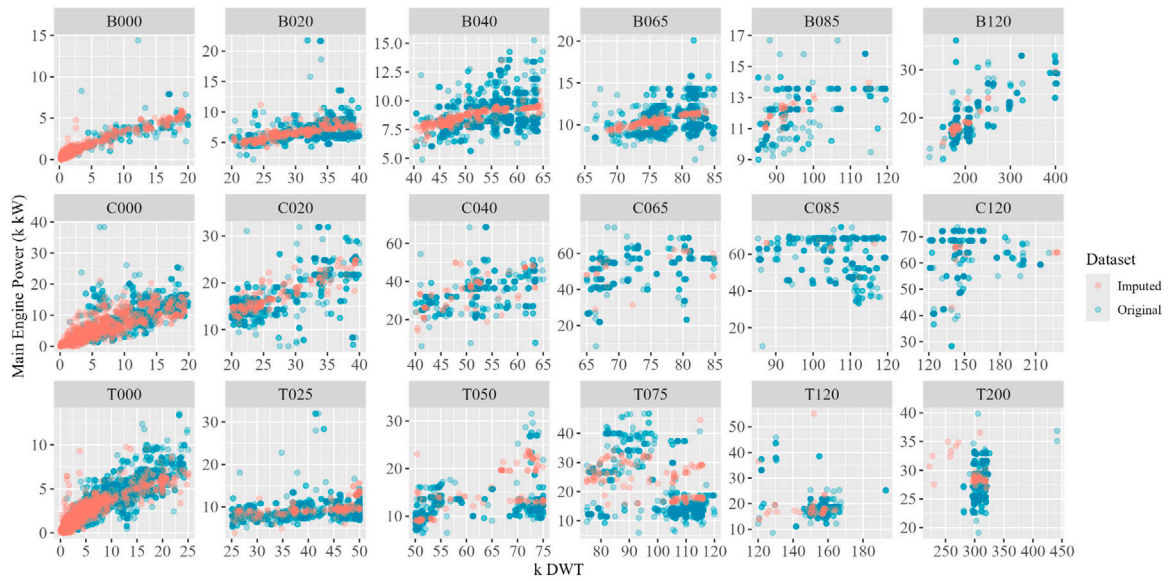 B000 B020 B040 B065 B085 B120
15 10 5 0
20 15 10 5
15.0 12.5 10.0 7.5 5.0
20 15 10
17 15 13 11 9
30 20
0 5 10 15 20
20 25 30 35 40
40 45 50 55 60 65
65 70 75 80 85
85 90 95 100 105 110 115 120
200 300 400
C000 C020 C040 C065 C085 C120
40 30 20 10 0
30 20 10
80 60 40 20 0
60 40 20
60 40 20 0
70 60 50 40 30
0 5 10 15 20
20 25 30 35 40
40 45 50 55 60 65
65 70 75 80 85
90 100 110 120
120 150 180 210
T000 T025 T050 T075 T120 T200
10 5 0
30 20 10
30 20 10
40 30 20 10
50 40 30 20 10
40 35 30 25 20
0 5 10 15 20 25
25 30 35 40 45 50
50 55 60 65 70 75
80 90 100 110 120
120 140 160 180
250 300 350 400 450
Main Engine Power (k kW)
k DWT
Dataset
Imputed
Original